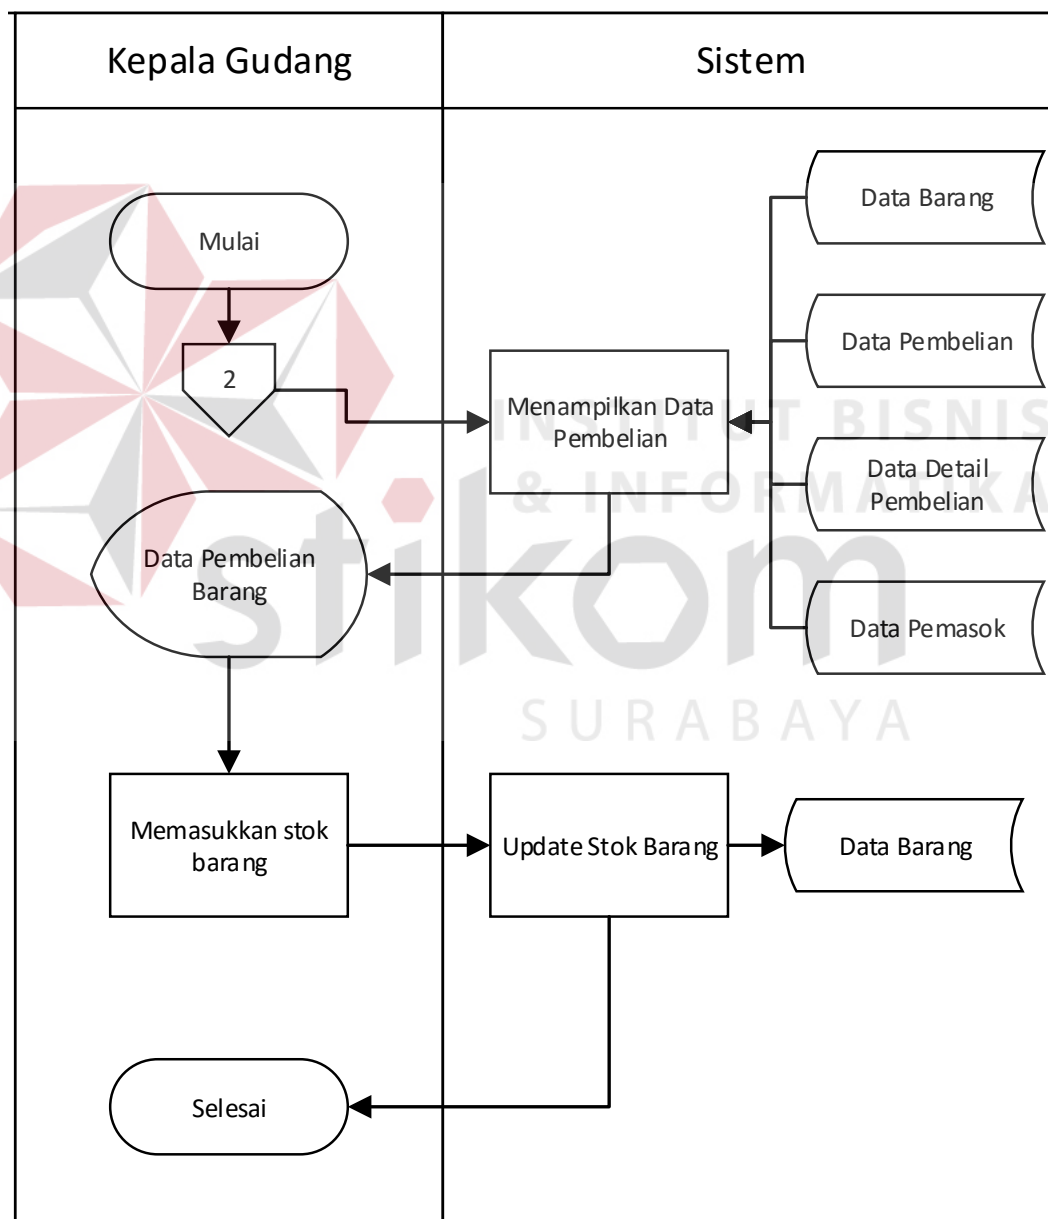 Kepala Gudang
Sistem
Mulai
2
Menampilkan Data
Pembelian
Data Barang
Data Pembelian
Data Detail
Pembelian
Data Pemasok
Data Pembelian
Barang
Memasukkan stok
barang
Update Stok Barang
Data Barang
Selesai
INSTITUT BISNIS
& INFORMATIKA
stikom
SURABAYA